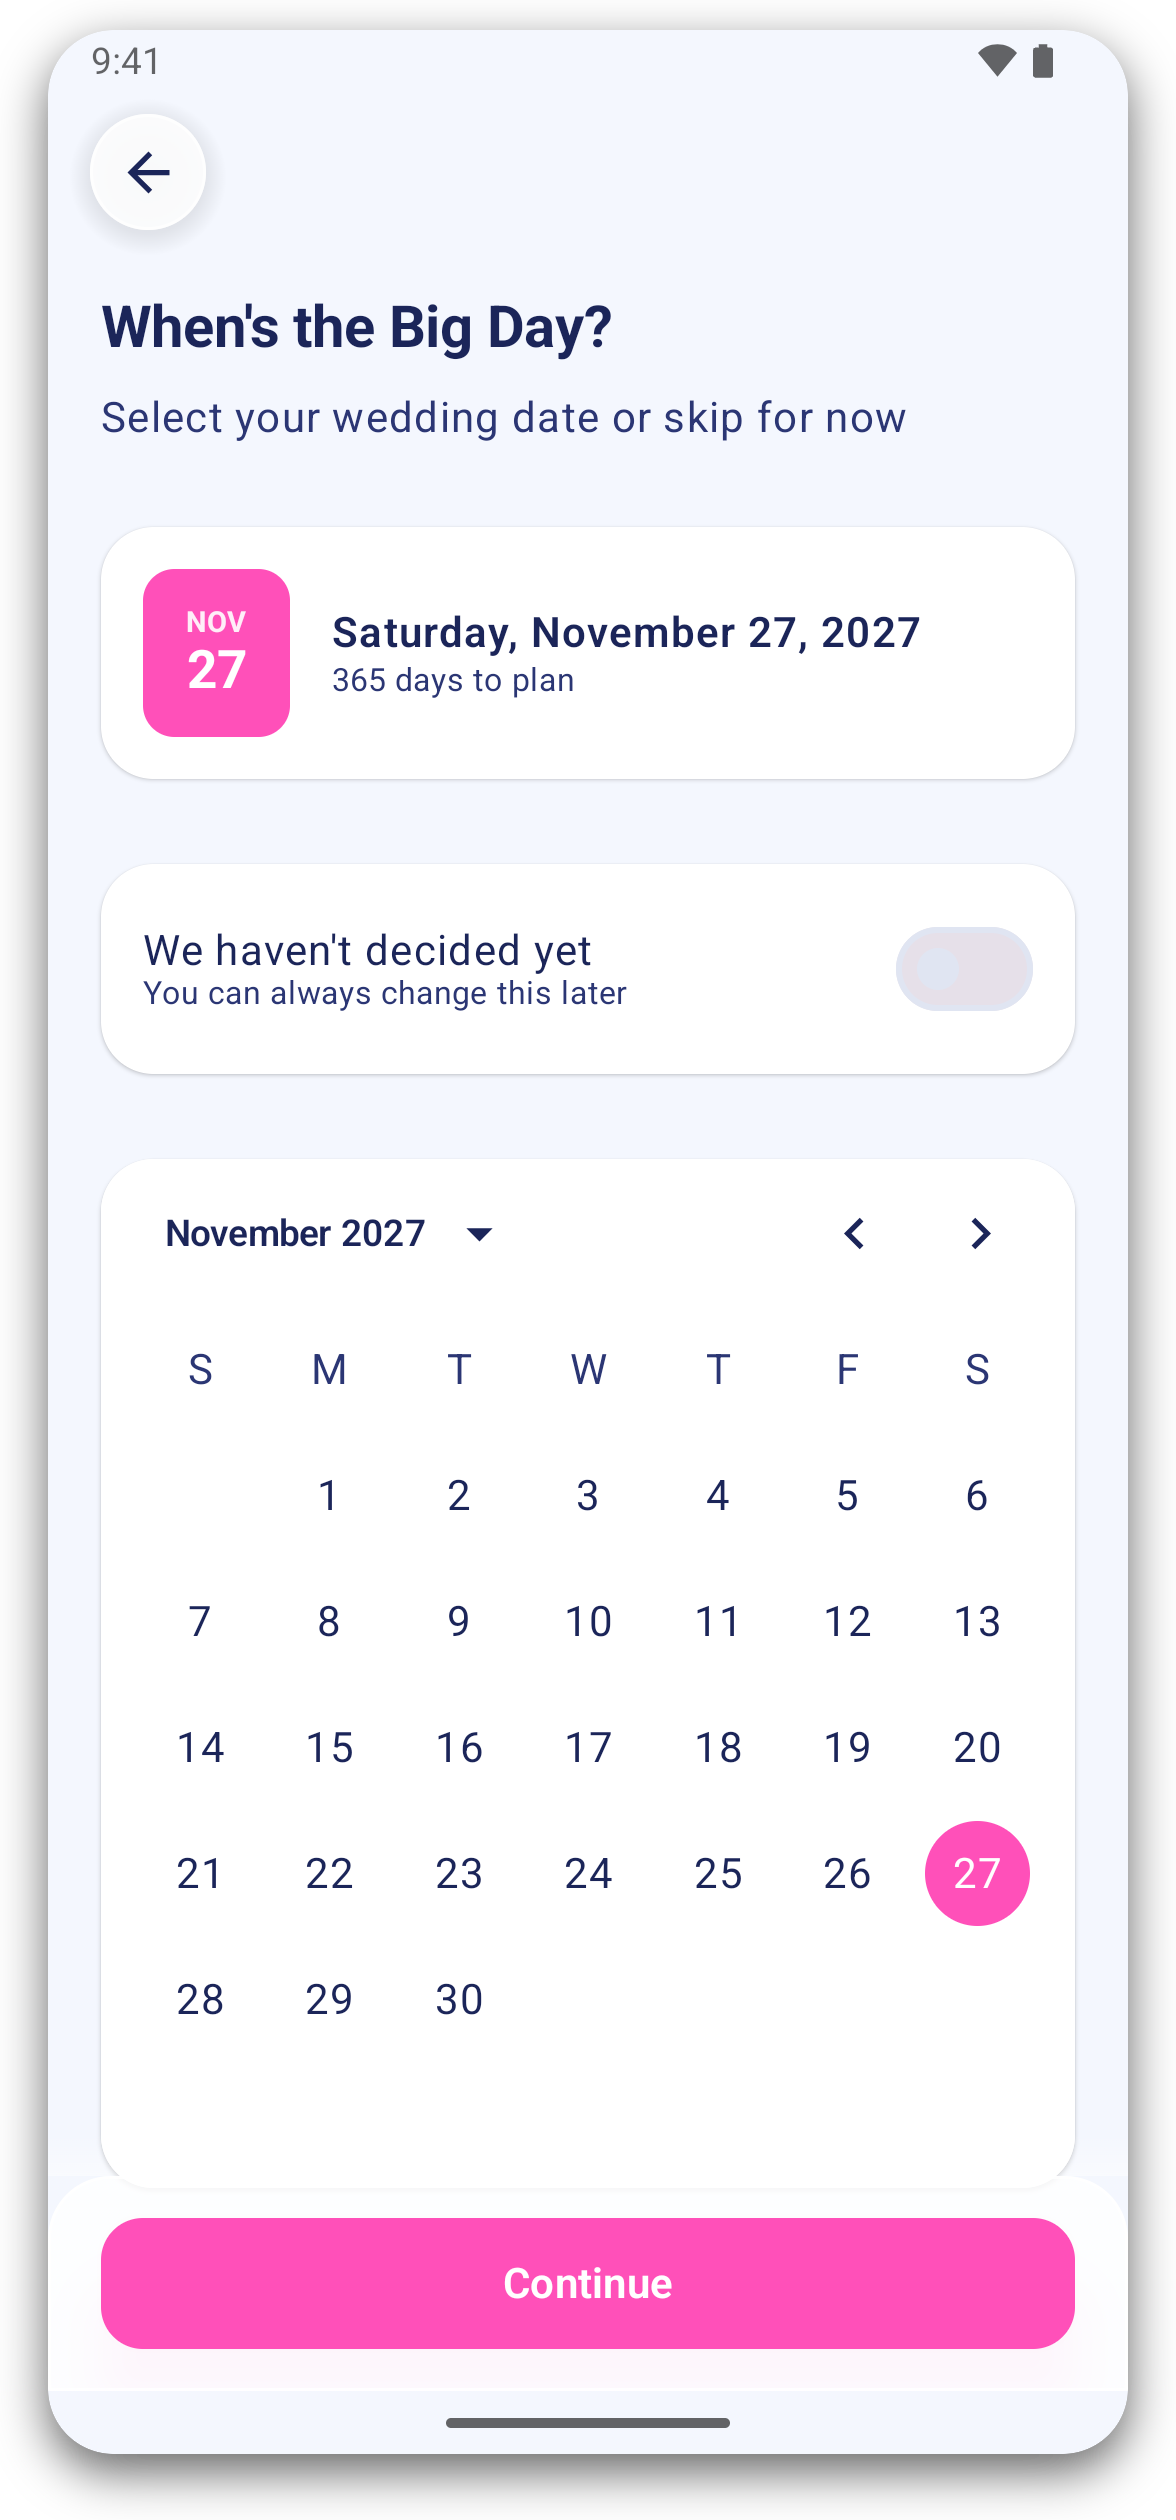 9:41
When's the Big Day?
Select your wedding date or skip for now
NOV
27
Saturday, November 27, 2027
365 days to plan
We haven't decided yet
You can always change this later
November 2027
S M T W T F S
1 2 3 4 5 6
7 8 9 10 11 12 13
14 15 16 17 18 19 20
21 22 23 24 25 26 27
28 29 30
Continue